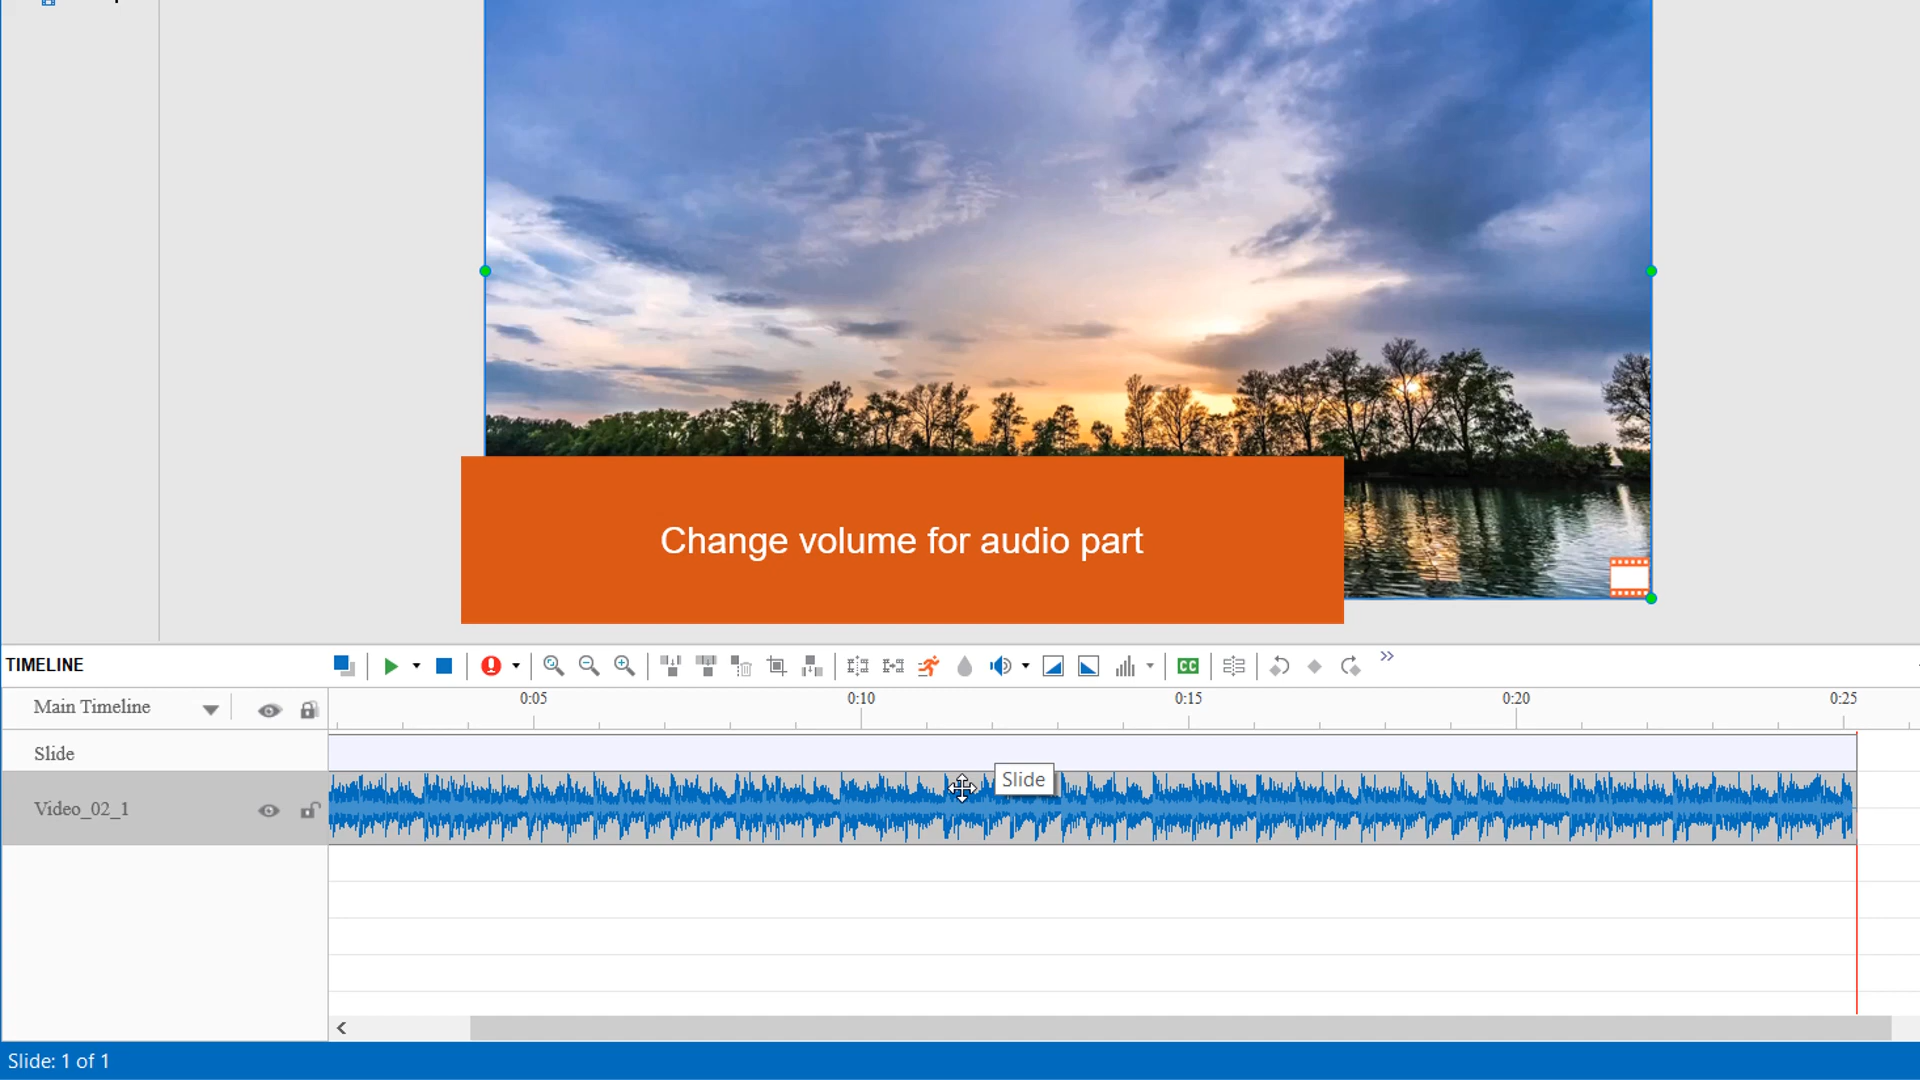 Change volume for audio part
TIMELINE
CC
Main Timeline
0:05 0:10 0:15 0:20 0:25
Slide
Slide
Video_02_1
Slide: 1 of 1